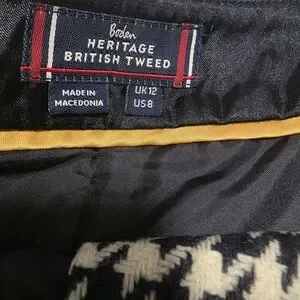 Boden
HERITAGE
BRITISH TWEED
MADE IN
MACEDONIA
UK12
US8